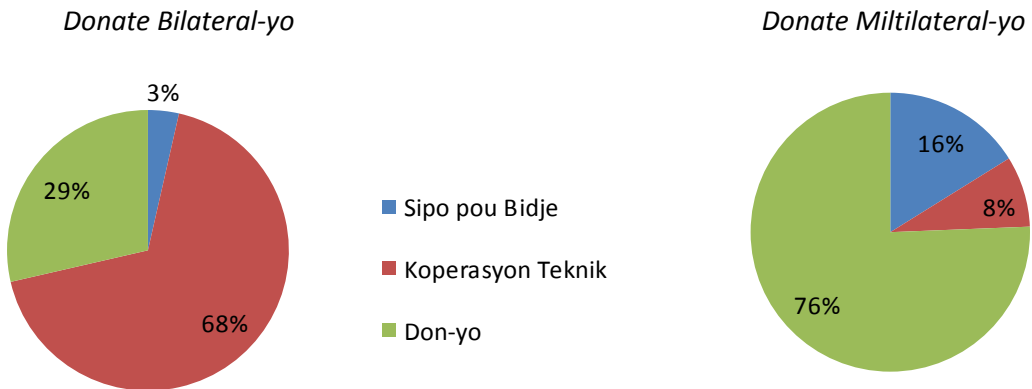 Donate Bilateral-yo
3%
29%
68%
Sipo pou Bidje
Koperasyon Teknik
Don-yo
Donate Miltilateral-yo
16%
8%
76%